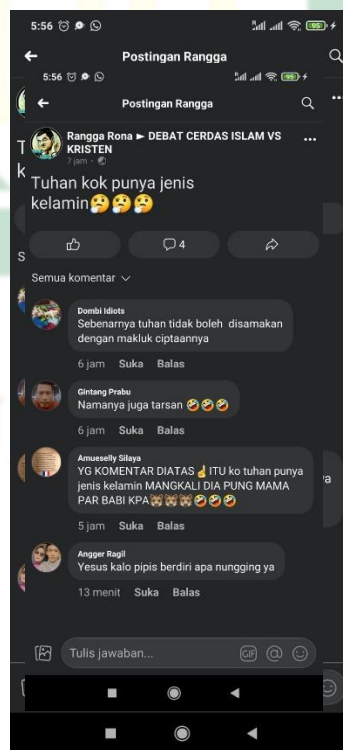 5:56
95
Postingan Rangga
5:56
95
Postingan Rangga
Rangga Rona ► DEBAT CERDAS ISLAM VS
KRISTEN
7 jam ·
Tuhan kok punya jenis
kelamin🤔🤔🤔
4
Semua komentar
Dombi Idiots
Sebenarnya tuhan tidak boleh disamakan
dengan makluk ciptaannya
6 jam Suka Balas
Gintang Prabu
Namanya juga tarsan 🤣🤣🤣
6 jam Suka Balas
Amueselly Silaya
YG KOMENTAR DIATAS☝ITU ko tuhan punya
jenis kelamin MANGKALI DIA PUNG MAMA
PAR BABI KPA🐹🐹🐹🤣🤣🤣
5 jam Suka Balas
Angger Ragil
Yesus kalo pipis berdiri apa nungging ya
13 menit Suka Balas
Tulis jawaban...
GIF